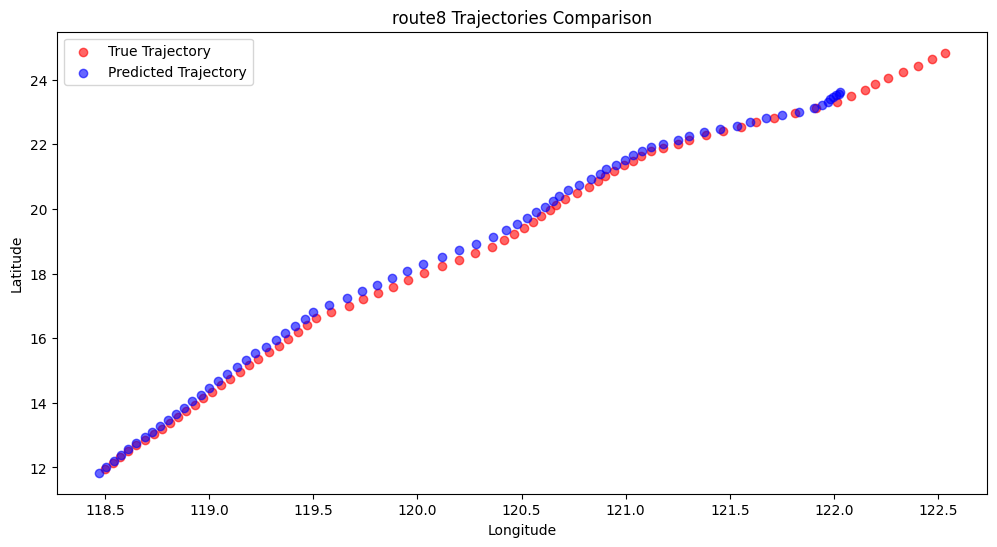 route8 Trajectories Comparison
True Trajectory
Predicted Trajectory
24
22
20
18
16
14
12
Latitude
118.5 119.0 119.5 120.0 120.5 121.0 121.5 122.0 122.5
Longitude